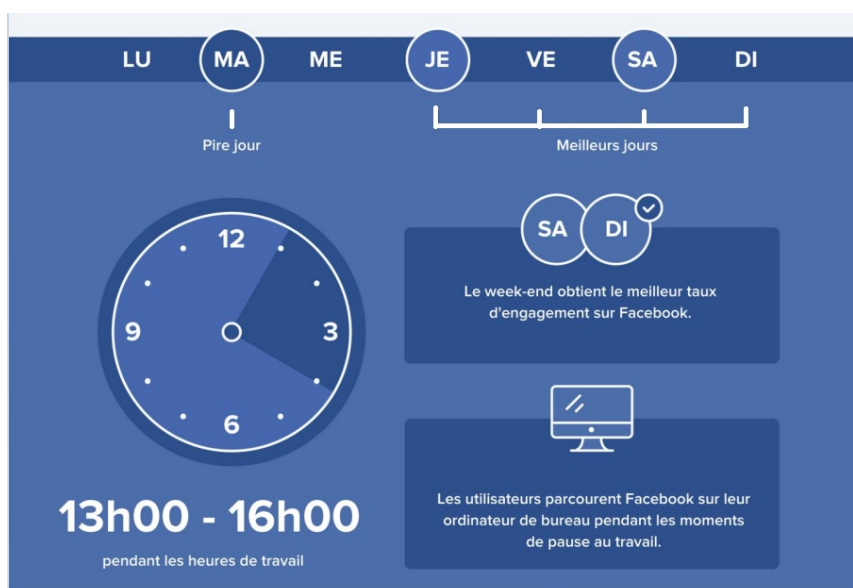 LU MA ME JE VE SA DI
Pire jour
Meilleurs jours
12
3
6
9
SA DI
Le week-end obtient le meilleur taux
d'engagement sur Facebook.
13h00 - 16h00
pendant les heures de travail
Les utilisateurs parcourent Facebook sur leur
ordinateur de bureau pendant les moments
de pause au travail.